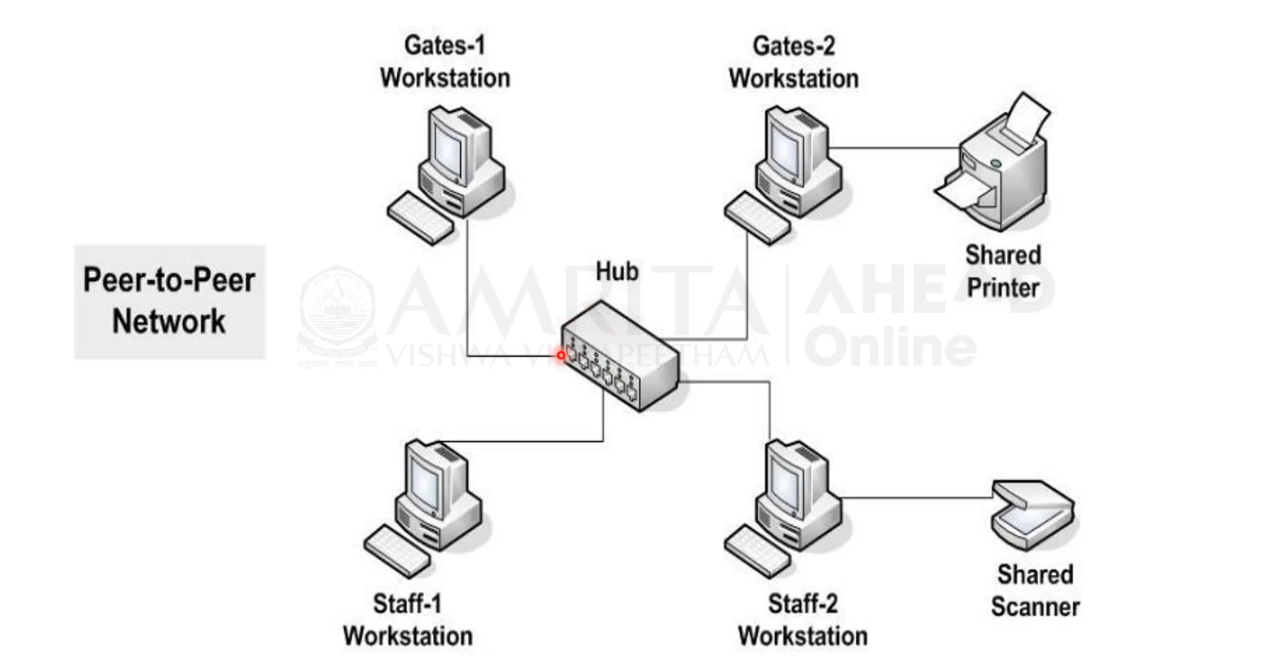 Gates-1
Workstation
Gates-2
Workstation
Shared
Printer
Hub
Peer-to-Peer
Network
AMRITA
VISHWA VIDYAPEETHAM
AHEAD
Online
Staff-1
Workstation
Staff-2
Workstation
Shared
Scanner